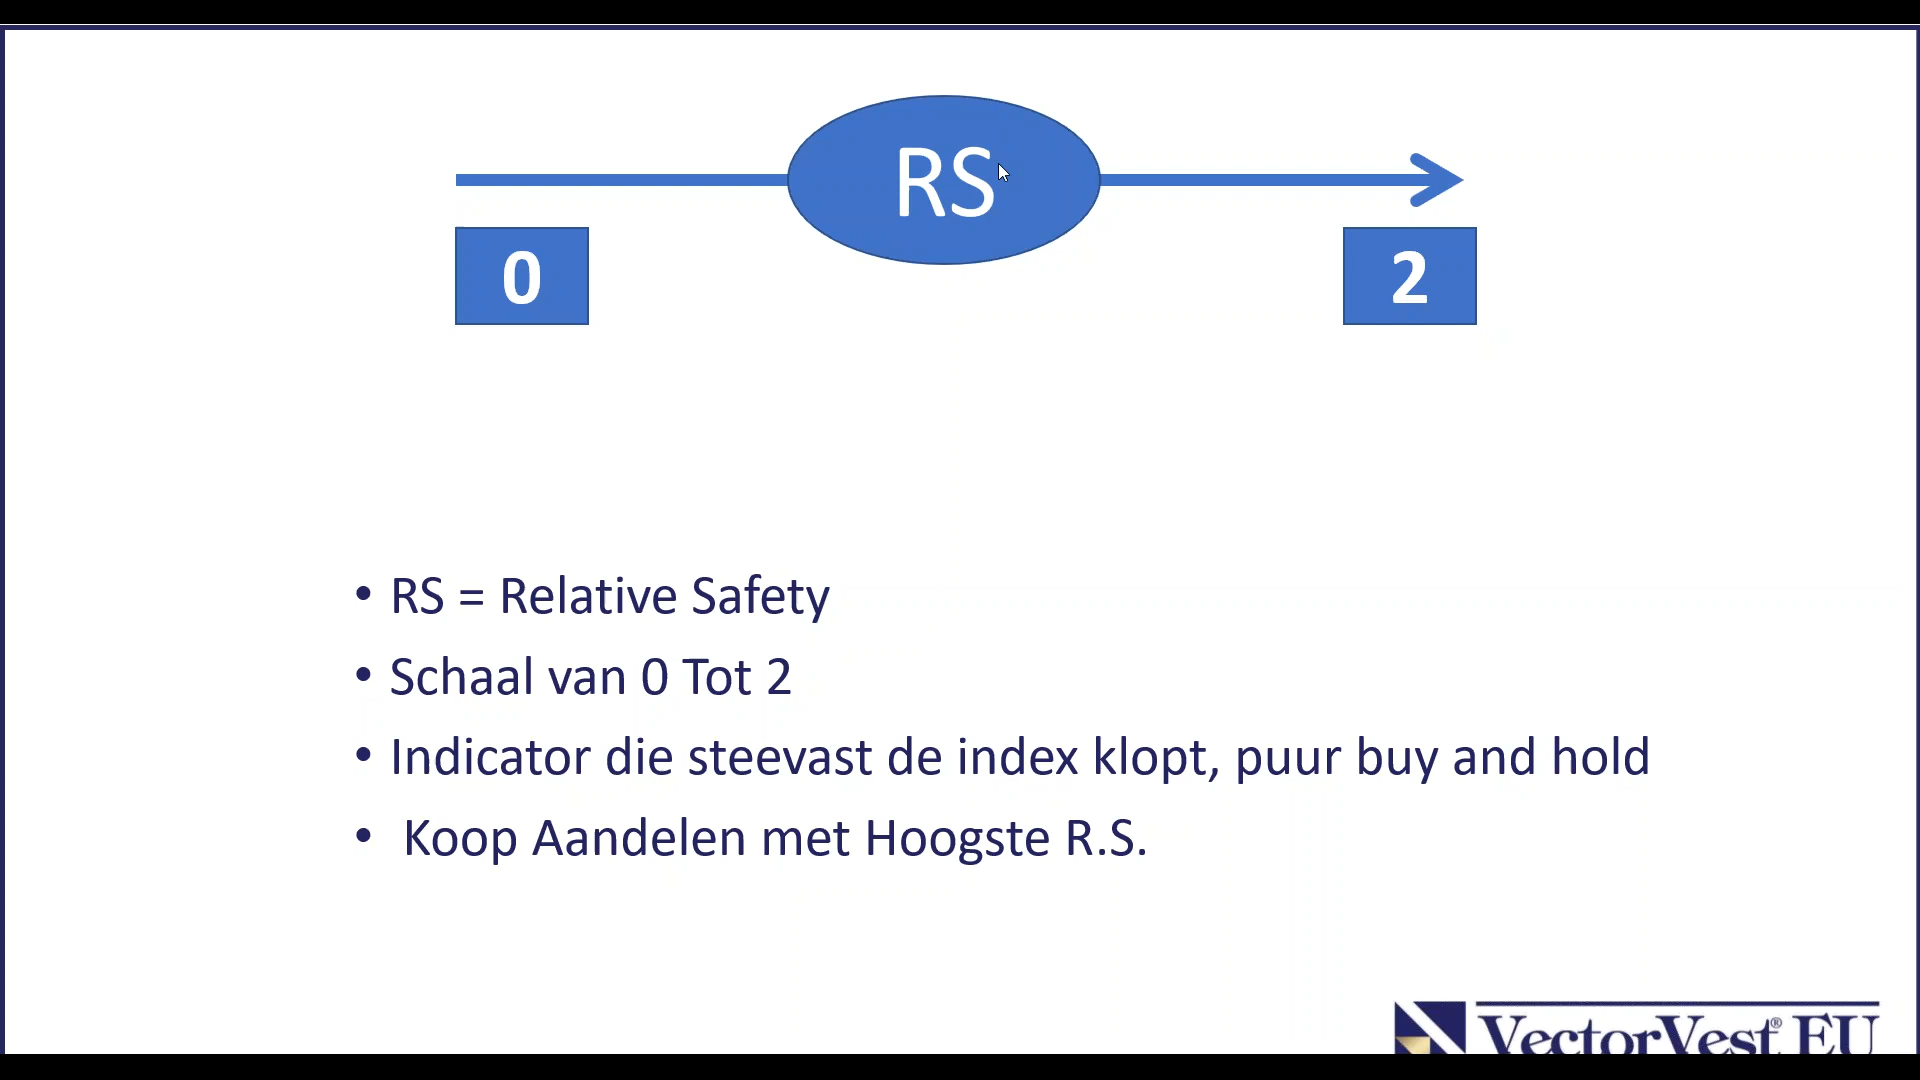 RS
0
2
• RS = Relative Safety
• Schaal van 0 Tot 2
• Indicator die steevast de index klopt, puur buy and hold
• Koop Aandelen met Hoogste R.S.
VectorVest® EU